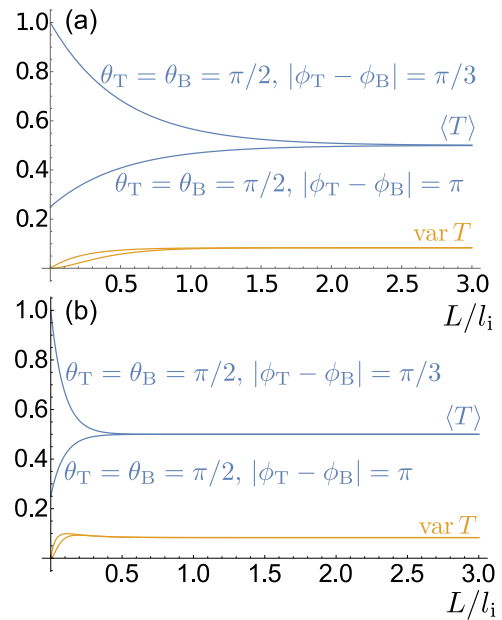 (a)
1.0
θ_T = θ_B = π/2, |ϕ_T − ϕ_B| = π/3
0.8
0.6
⟨T⟩
0.4
θ_T = θ_B = π/2, |ϕ_T − ϕ_B| = π
0.2
var T
0.5 1.0 1.5 2.0 2.5 3.0
L/l_i
(b)
1.0
0.8
θ_T = θ_B = π/2, |ϕ_T − ϕ_B| = π/3
0.6
⟨T⟩
0.4
θ_T = θ_B = π/2, |ϕ_T − ϕ_B| = π
0.2
var T
0.5 1.0 1.5 2.0 2.5 3.0
L/l_i